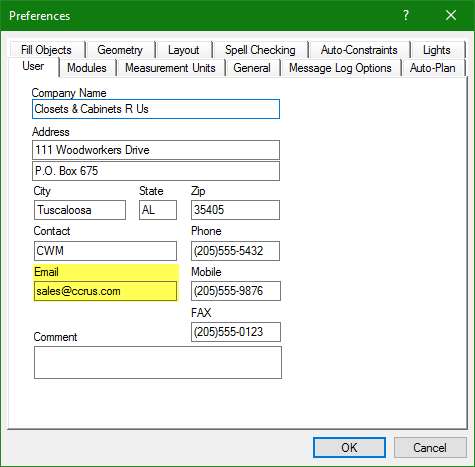 Preferences
Fill Objects Geometry Layout Spell Checking Auto-Constraints Lights
User Modules Measurement Units General Message Log Options Auto-Plan
Company Name
Closets & Cabinets R Us
Address
111 Woodworkers Drive
P.O. Box 675
City State Zip
Tuscaloosa AL 35405
Contact Phone
CWM (205)555-5432
Email Mobile
sales@ccrus.com (205)555-9876
FAX
(205)555-0123
Comment
OK Cancel